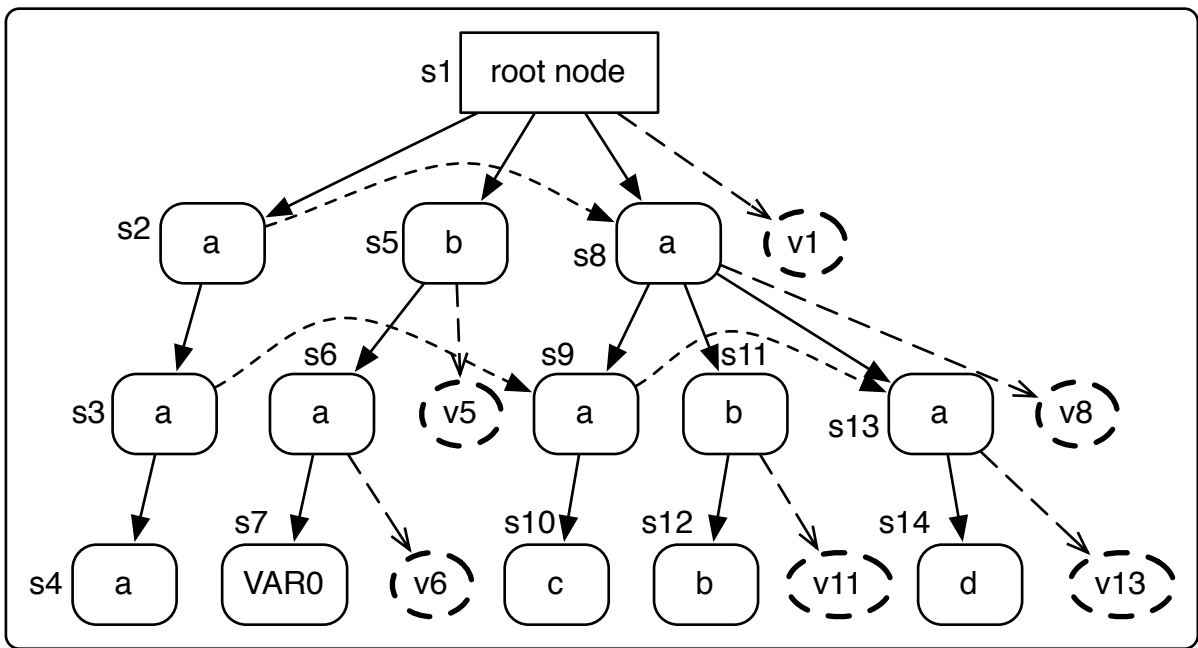 s1 root node
s2 a s5 b s8 a v1
s3 a s6 a v5 s9 a s11 b s13 a v8
s4 a s7 VAR0 v6 s10 c s12 b v11 s14 d v13